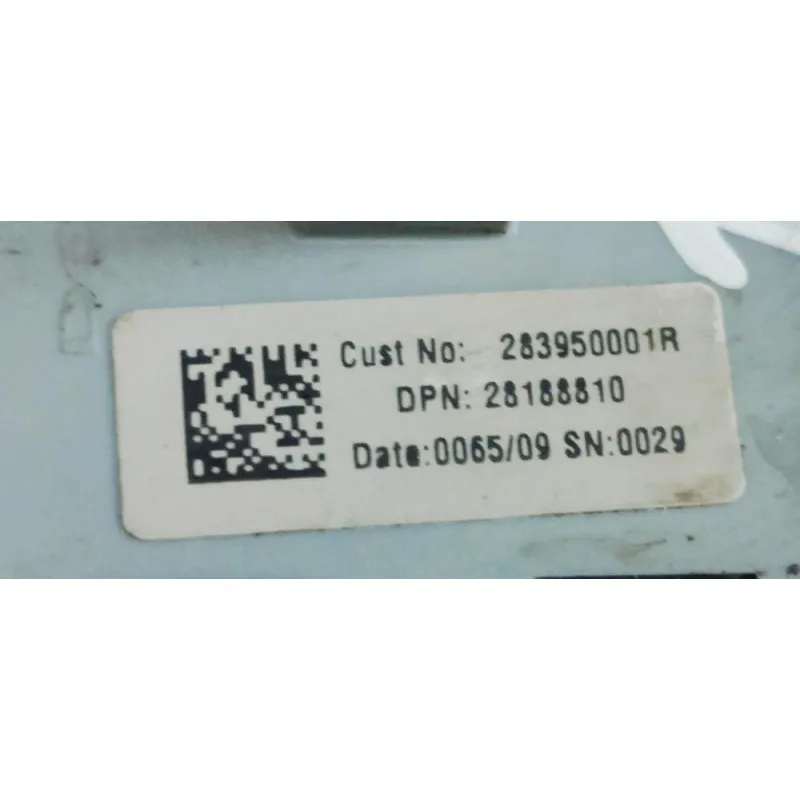 Cust No: 283950001R
DPN: 28188810
Date:0065/09 SN:0029